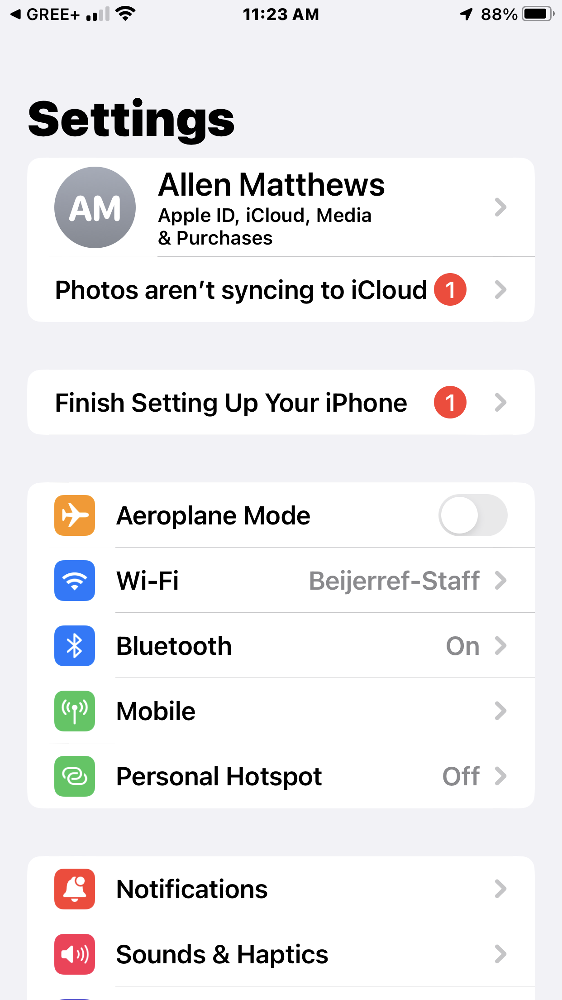 GREE+
11:23 AM
88%
Settings
AM
Allen Matthews
Apple ID, iCloud, Media
& Purchases
Photos aren’t syncing to iCloud 1
Finish Setting Up Your iPhone 1
Aeroplane Mode
Wi-Fi Beijerref-Staff
Bluetooth On
Mobile
Personal Hotspot Off
Notifications
Sounds & Haptics